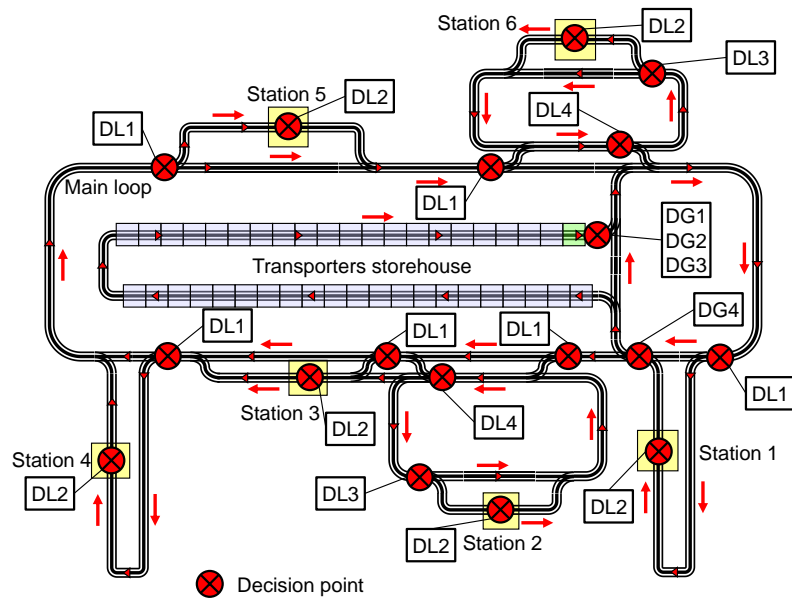 Station 6
DL2
DL3
Station 5
DL2
DL4
DL1
Main loop
DL1
DG1
DG2
DG3
Transporters storehouse
DL1
DL1
DL1
DG4
DL1
Station 3
DL2
DL4
Station 4
DL2
Station 1
DL3
DL2
DL2
Station 2
Decision point